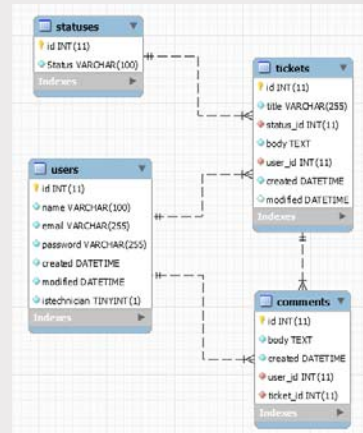 statuses
id INT(11)
Status VARCHAR(100)
Indexes
tickets
id INT(11)
title VARCHAR(255)
status_id INT(11)
body TEXT
user_id INT(11)
created DATETIME
modified DATETIME
Indexes
users
id INT(11)
name VARCHAR(100)
email VARCHAR(255)
password VARCHAR(255)
created DATETIME
modified DATETIME
istechnician TINYINT(1)
Indexes
comments
id INT(11)
body TEXT
created DATETIME
user_id INT(11)
ticket_id INT(11)
Indexes